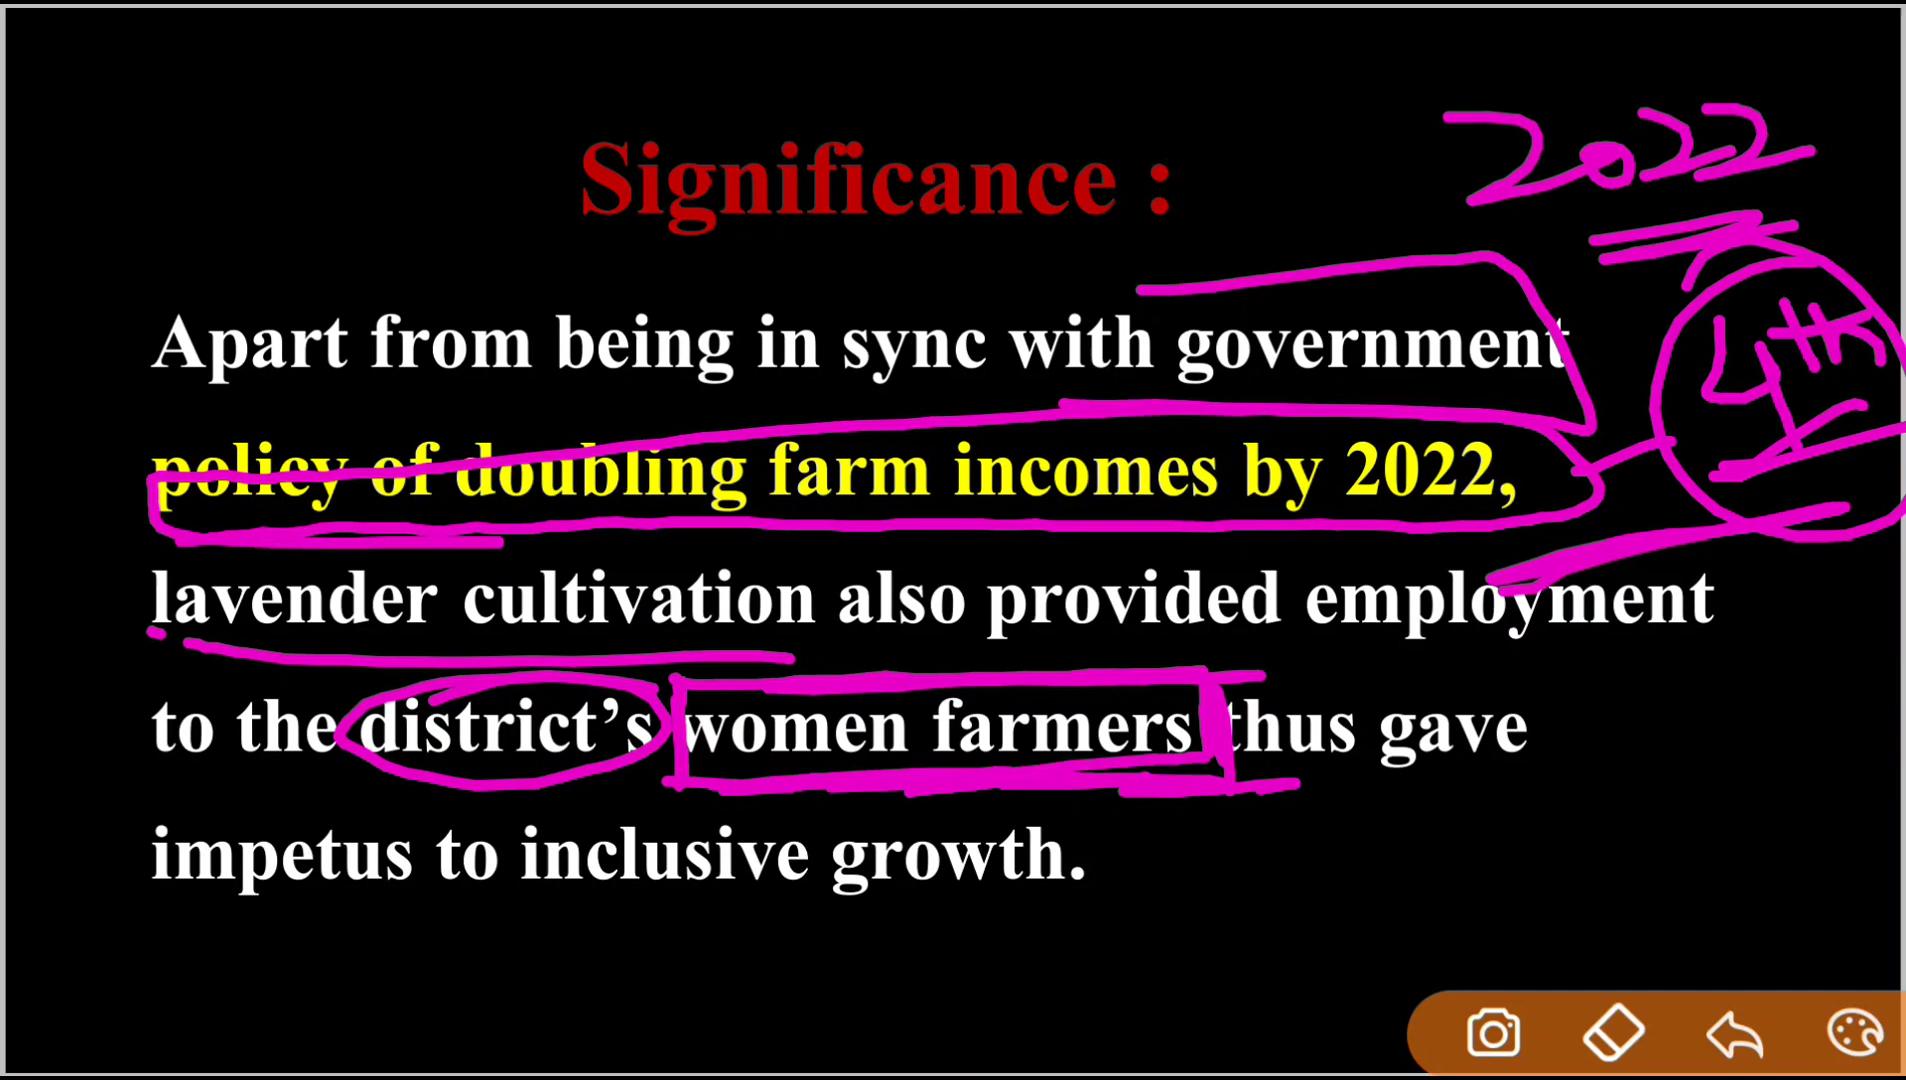 2022
Significance :
4th
Apart from being in sync with government
policy of doubling farm incomes by 2022,
lavender cultivation also provided employment
to the district’s women farmers thus gave
impetus to inclusive growth.